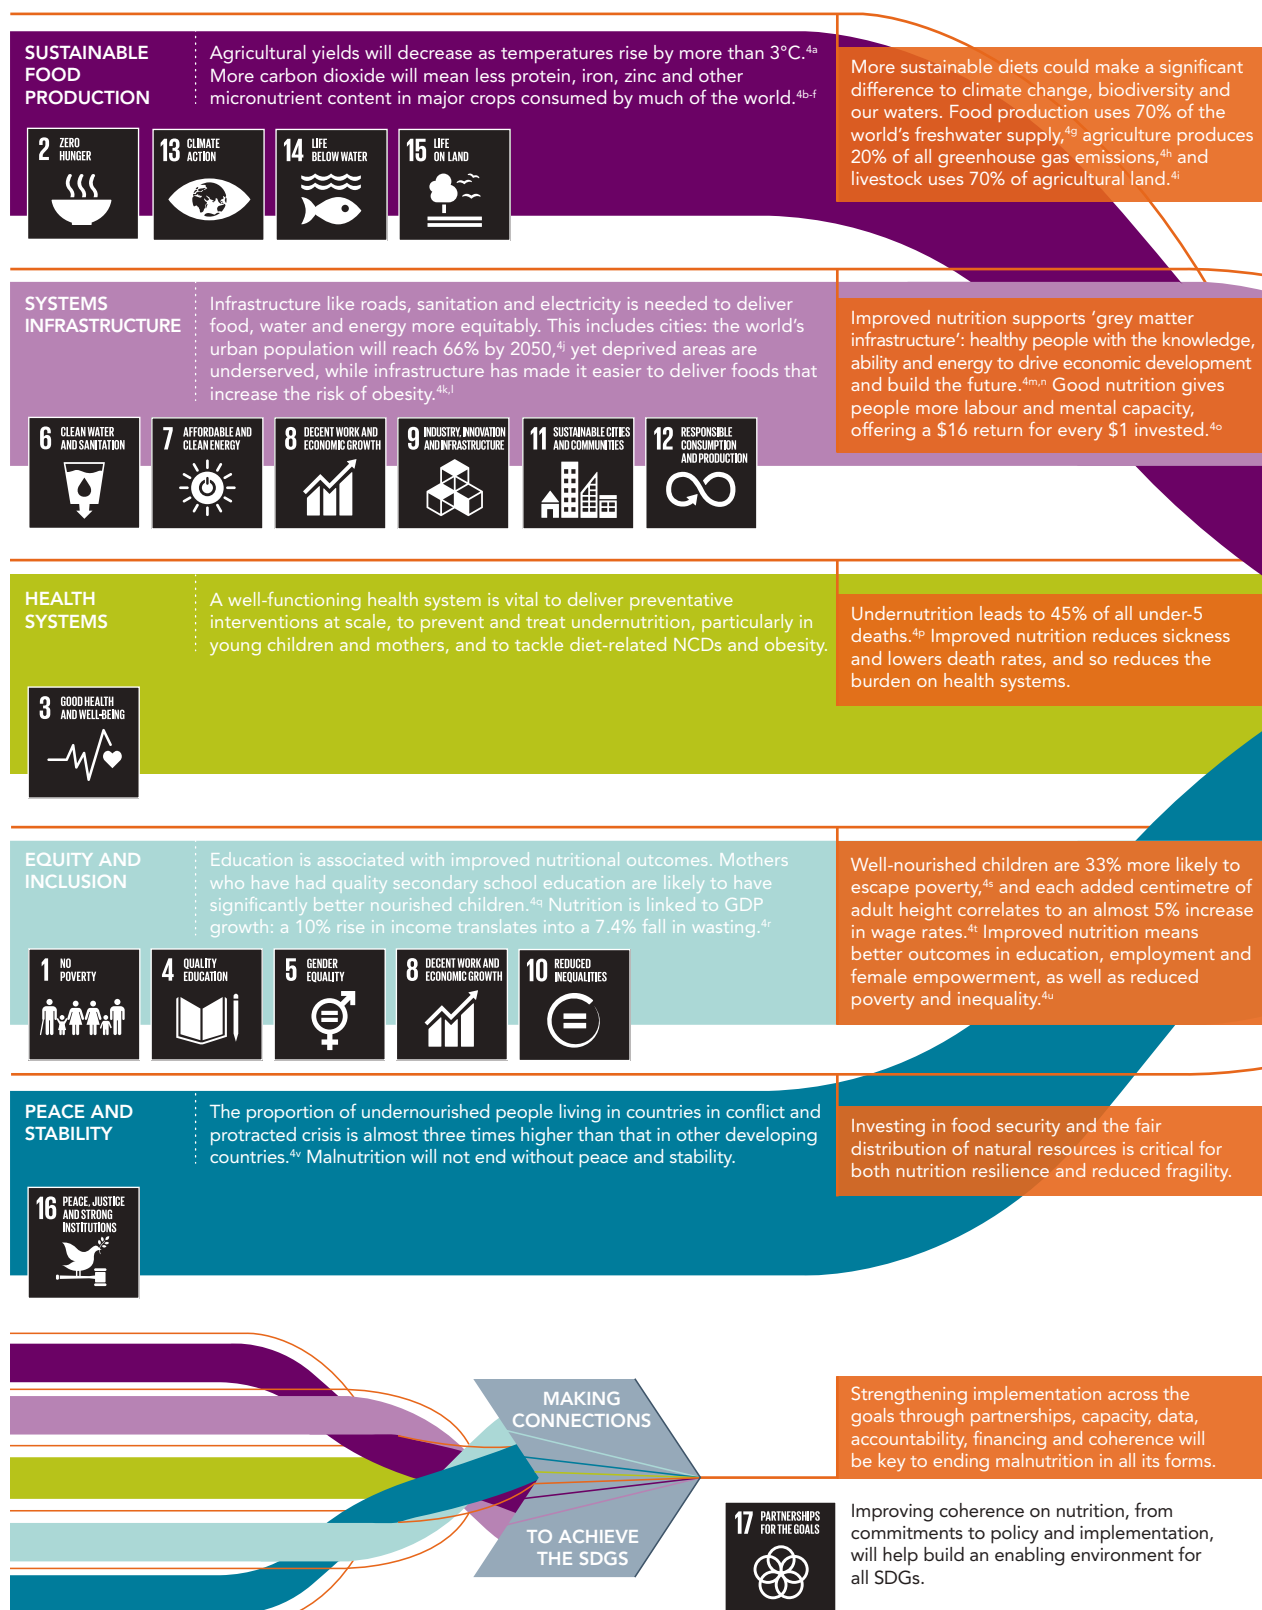 SUSTAINABLE
FOOD
PRODUCTION
Agricultural yields will decrease as temperatures rise by more than 3°C.4a
More carbon dioxide will mean less protein, iron, zinc and other
micronutrient content in major crops consumed by much of the world.4b-f
2 ZERO
HUNGER
13 CLIMATE
ACTION
14 LIFE
BELOW WATER
15 LIFE
ON LAND
More sustainable diets could make a significant
difference to climate change, biodiversity and
our waters. Food production uses 70% of the
world's freshwater supply,4g agriculture produces
20% of all greenhouse gas emissions,4h and
livestock uses 70% of agricultural land.4i
SYSTEMS
INFRASTRUCTURE
Infrastructure like roads, sanitation and electricity is needed to deliver
food, water and energy more equitably. This includes cities: the world's
urban population will reach 66% by 2050,4j yet deprived areas are
underserved, while infrastructure has made it easier to deliver foods that
increase the risk of obesity.4k,l
6 CLEAN WATER
AND SANITATION
7 AFFORDABLE AND
CLEAN ENERGY
8 DECENT WORK AND
ECONOMIC GROWTH
9 INDUSTRY, INNOVATION
AND INFRASTRUCTURE
11 SUSTAINABLE CITIES
AND COMMUNITIES
12 RESPONSIBLE
CONSUMPTION
AND PRODUCTION
Improved nutrition supports 'grey matter
infrastructure': healthy people with the knowledge,
ability and energy to drive economic development
and build the future.4m,n Good nutrition gives
people more labour and mental capacity,
offering a $16 return for every $1 invested.4o
HEALTH
SYSTEMS
A well-functioning health system is vital to deliver preventative
interventions at scale, to prevent and treat undernutrition, particularly in
young children and mothers, and to tackle diet-related NCDs and obesity.
3 GOOD HEALTH
AND WELL-BEING
Undernutrition leads to 45% of all under-5
deaths.4p Improved nutrition reduces sickness
and lowers death rates, and so reduces the
burden on health systems.
EQUITY AND
INCLUSION
Education is associated with improved nutritional outcomes. Mothers
who have had quality secondary school education are likely to have
significantly better nourished children.4q Nutrition is linked to GDP
growth: a 10% rise in income translates into a 7.4% fall in wasting.4r
1 NO
POVERTY
4 QUALITY
EDUCATION
5 GENDER
EQUALITY
8 DECENT WORK AND
ECONOMIC GROWTH
10 REDUCED
INEQUALITIES
Well-nourished children are 33% more likely to
escape poverty,4s and each added centimetre of
adult height correlates to an almost 5% increase
in wage rates.4t Improved nutrition means
better outcomes in education, employment and
female empowerment, as well as reduced
poverty and inequality.4u
PEACE AND
STABILITY
The proportion of undernourished people living in countries in conflict and
protracted crisis is almost three times higher than that in other developing
countries.4v Malnutrition will not end without peace and stability.
16 PEACE, JUSTICE
AND STRONG
INSTITUTIONS
Investing in food security and the fair
distribution of natural resources is critical for
both nutrition resilience and reduced fragility.
MAKING
CONNECTIONS
TO ACHIEVE
THE SDGS
Strengthening implementation across the
goals through partnerships, capacity, data,
accountability, financing and coherence will
be key to ending malnutrition in all its forms.
17 PARTNERSHIPS
FOR THE GOALS
Improving coherence on nutrition, from
commitments to policy and implementation,
will help build an enabling environment for
all SDGs.